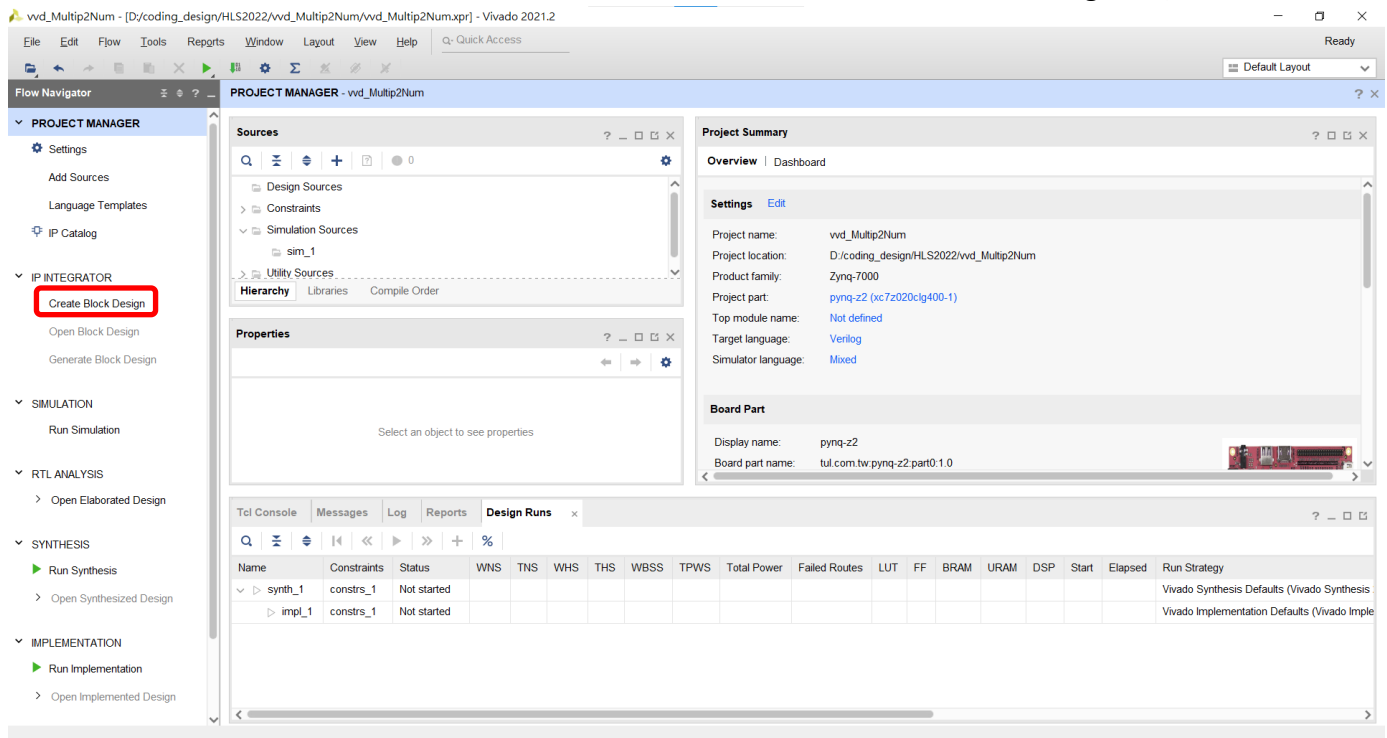 vvd_Multip2Num - [D:/coding_design/HLS2022/vvd_Multip2Num/vvd_Multip2Num.xpr] - Vivado 2021.2
File Edit Flow Tools Reports Window Layout View Help Quick Access Ready
Default Layout
Flow Navigator
PROJECT MANAGER - vvd_Multip2Num
PROJECT MANAGER
Settings
Add Sources
Language Templates
IP Catalog
IP INTEGRATOR
Create Block Design
Open Block Design
Generate Block Design
SIMULATION
Run Simulation
RTL ANALYSIS
Open Elaborated Design
SYNTHESIS
Run Synthesis
Open Synthesized Design
IMPLEMENTATION
Run Implementation
Open Implemented Design
Sources
0
Design Sources
Constraints
Simulation Sources
sim_1
Utility Sources
Hierarchy Libraries Compile Order
Properties
Select an object to see properties
Project Summary
Overview | Dashboard
Settings Edit
Project name: vvd_Multip2Num
Project location: D:/coding_design/HLS2022/vvd_Multip2Num
Product family: Zynq-7000
Project part: pynq-z2 (xc7z020clg400-1)
Top module name: Not defined
Target language: Verilog
Simulator language: Mixed
Board Part
Display name: pynq-z2
Board part name: tul.com.tw:pynq-z2:part0:1.0
Tcl Console Messages Log Reports Design Runs
Name Constraints Status WNS TNS WHS THS WBSS TPWS Total Power Failed Routes LUT FF BRAM URAM DSP Start Elapsed Run Strategy
synth_1 constrs_1 Not started Vivado Synthesis Defaults (Vivado Synthesis
impl_1 constrs_1 Not started Vivado Implementation Defaults (Vivado Imple